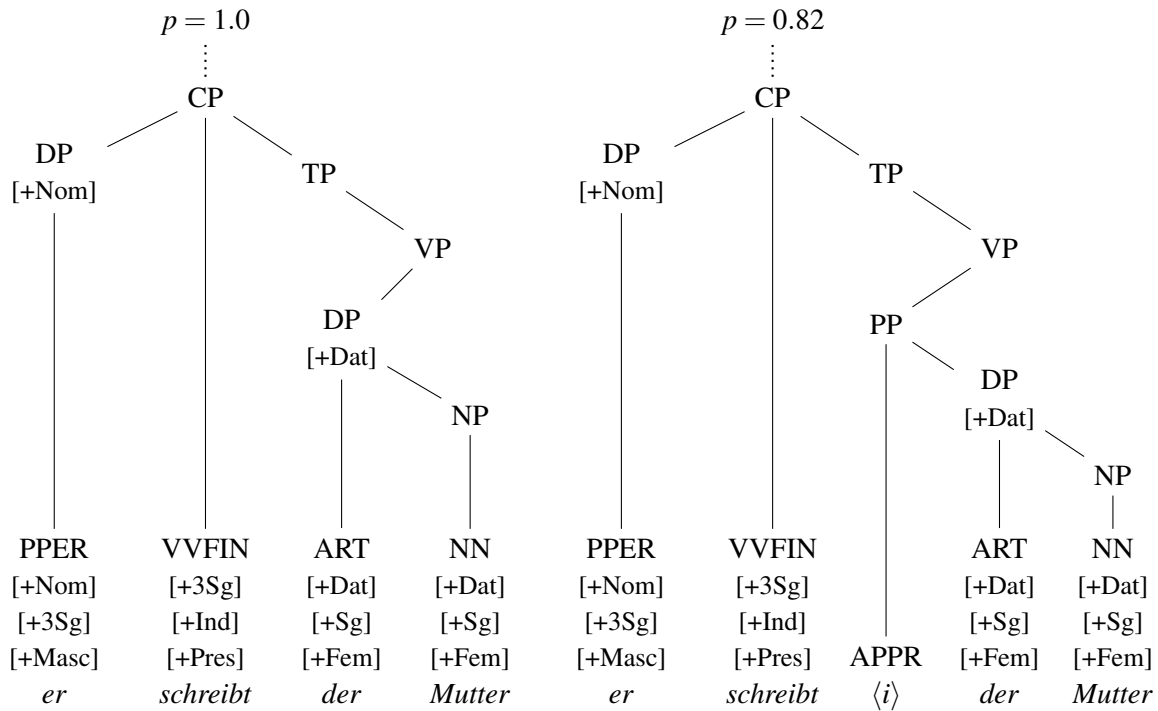 p = 1.0 p = 0.82
CP CP
DP DP
TP TP
[+Nom] [+Nom]
VP VP
DP PP
[+Dat]
DP
NP [+Dat]
NP
PPER VVFIN ART NN PPER VVFIN ART NN
[+Nom] [+3Sg] [+Dat] [+Dat] [+Nom] [+3Sg] [+Dat] [+Dat]
[+3Sg] [+Ind] [+Sg] [+Sg] [+3Sg] [+Ind] [+Sg] [+Sg]
[+Masc] [+Pres] [+Fem] [+Fem] [+Masc] [+Pres] APPR [+Fem] [+Fem]
er schreibt der Mutter er schreibt ⟨i⟩ der Mutter